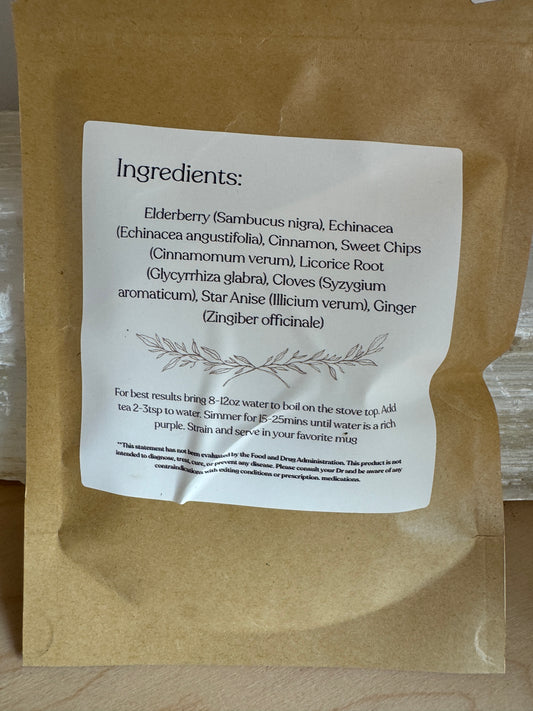 Ingredients:
Elderberry (Sambucus nigra), Echinacea
(Echinacea angustifolia), Cinnamon, Sweet Chips
(Cinnamomum verum), Licorice Root
(Glycyrrhiza glabra), Cloves (Syzygium
aromaticum), Star Anise (Illicium verum), Ginger
(Zingiber officinale)
For best results bring 8-12oz water to boil on the stove top. Add
tea 2-3tsp to water. Simmer for 15-25mins until water is a rich
purple. Strain and serve in your favorite mug
**This statement has not been evaluated by the Food and Drug Administration. This product is not
intended to diagnose, treat, cure, or prevent any disease. Please consult your Dr and be aware of any
contraindications with exiting conditions or prescription. medications.